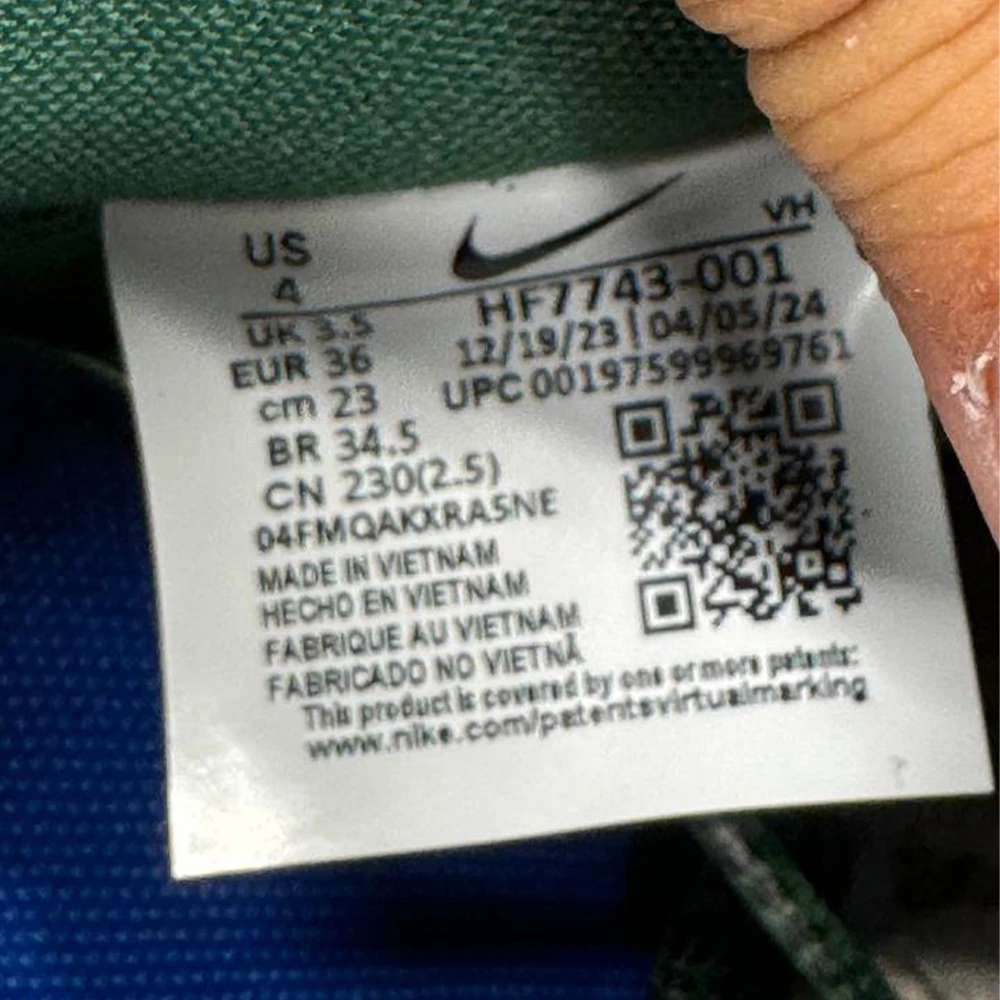 US
4
VH
UK 3.5
EUR 36
cm 23
BR 34.5
CN 230(2.5)
HF7743-001
12/19/23 | 04/05/24
UPC 00197599969761
04FMQAKXRA5NE
MADE IN VIETNAM
HECHO EN VIETNAM
FABRIQUE AU VIETNAM
FABRICADO NO VIETNÃ
This product is covered by one or more patents:
www.nike.com/patentsvirtualmarking